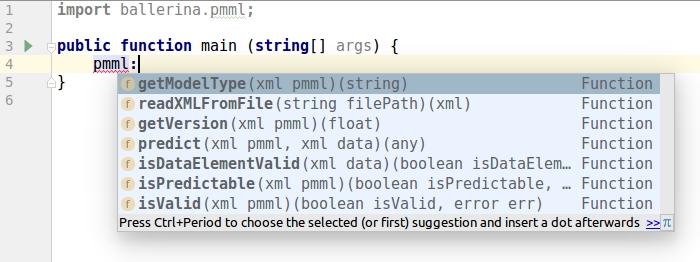 1 import ballerina.pmml;
2
3 public function main (string[] args) {
4 pmml:
5 }
6
f getModelType(xml pmml)(string) Function
f readXMLFromFile(string filePath)(xml) Function
f getVersion(xml pmml)(float) Function
f predict(xml pmml, xml data)(any) Function
f isDataElementValid(xml data)(boolean isDataElem… Function
f isPredictable(xml pmml)(boolean isPredictable, … Function
f isValid(xml pmml)(boolean isValid, error err) Function
Press Ctrl+Period to choose the selected (or first) suggestion and insert a dot afterwards >> π